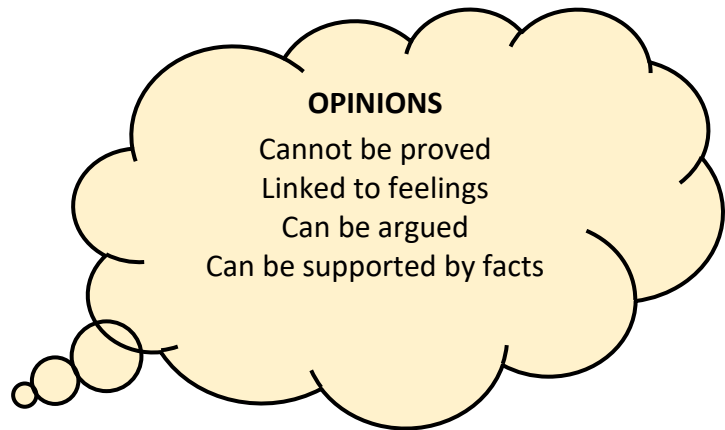 OPINIONS
Cannot be proved
Linked to feelings
Can be argued
Can be supported by facts